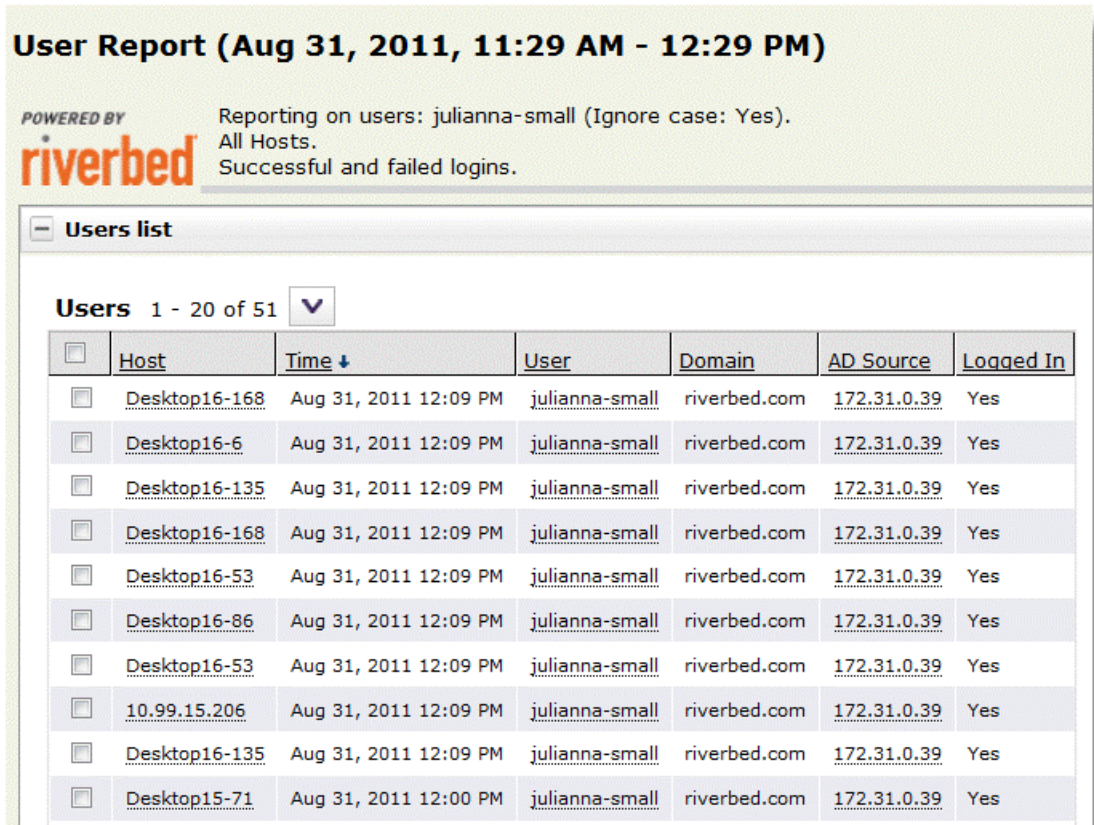 User Report (Aug 31, 2011, 11:29 AM - 12:29 PM)
POWERED BY
riverbed
Reporting on users: julianna-small (Ignore case: Yes).
All Hosts.
Successful and failed logins.
Users list
Users 1 - 20 of 51
Host Time User Domain AD Source Logged In
Desktop16-168 Aug 31, 2011 12:09 PM julianna-small riverbed.com 172.31.0.39 Yes
Desktop16-6 Aug 31, 2011 12:09 PM julianna-small riverbed.com 172.31.0.39 Yes
Desktop16-135 Aug 31, 2011 12:09 PM julianna-small riverbed.com 172.31.0.39 Yes
Desktop16-168 Aug 31, 2011 12:09 PM julianna-small riverbed.com 172.31.0.39 Yes
Desktop16-53 Aug 31, 2011 12:09 PM julianna-small riverbed.com 172.31.0.39 Yes
Desktop16-86 Aug 31, 2011 12:09 PM julianna-small riverbed.com 172.31.0.39 Yes
Desktop16-53 Aug 31, 2011 12:09 PM julianna-small riverbed.com 172.31.0.39 Yes
10.99.15.206 Aug 31, 2011 12:09 PM julianna-small riverbed.com 172.31.0.39 Yes
Desktop16-135 Aug 31, 2011 12:09 PM julianna-small riverbed.com 172.31.0.39 Yes
Desktop15-71 Aug 31, 2011 12:00 PM julianna-small riverbed.com 172.31.0.39 Yes